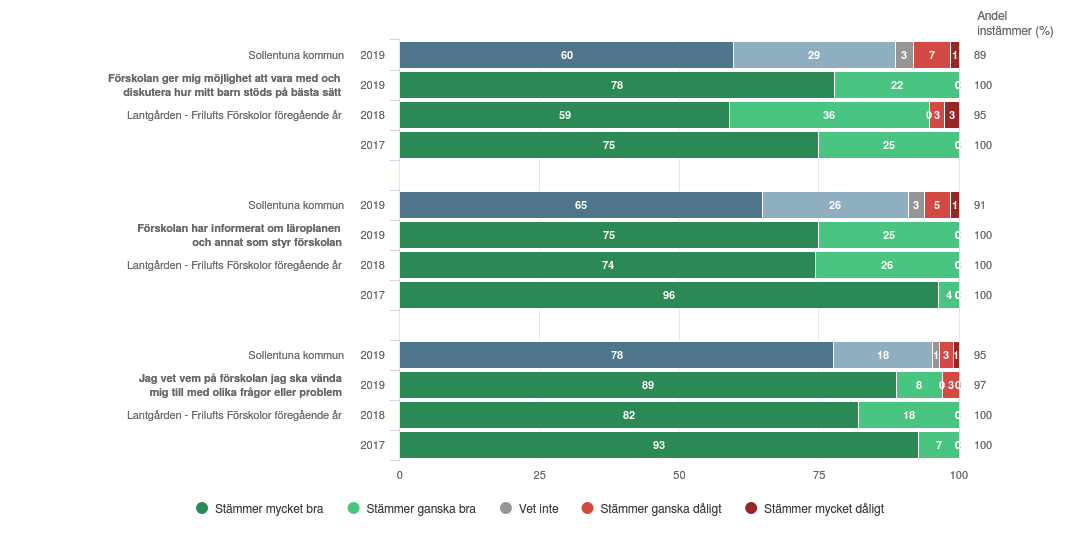 Andel
instämmer (%)
Sollentuna kommun 2019 60 29 3 7 1 89
Förskolan ger mig möjlighet att vara med och
diskutera hur mitt barn stöds på bästa sätt
2019 78 22 0 100
Lantgården - Frilufts Förskolor föregående år 2018 59 36 0 3 3 95
2017 75 25 0 100
Sollentuna kommun 2019 65 26 3 5 1 91
Förskolan har informerat om läroplanen
och annat som styr förskolan
2019 75 25 0 100
Lantgården - Frilufts Förskolor föregående år 2018 74 26 0 100
2017 96 4 0 100
Sollentuna kommun 2019 78 18 1 3 1 95
Jag vet vem på förskolan jag ska vända
mig till med olika frågor eller problem
2019 89 8 0 3 0 97
Lantgården - Frilufts Förskolor föregående år 2018 82 18 0 100
2017 93 7 0 100
0 25 50 75 100
Stämmer mycket bra Stämmer ganska bra Vet inte Stämmer ganska dåligt Stämmer mycket dåligt